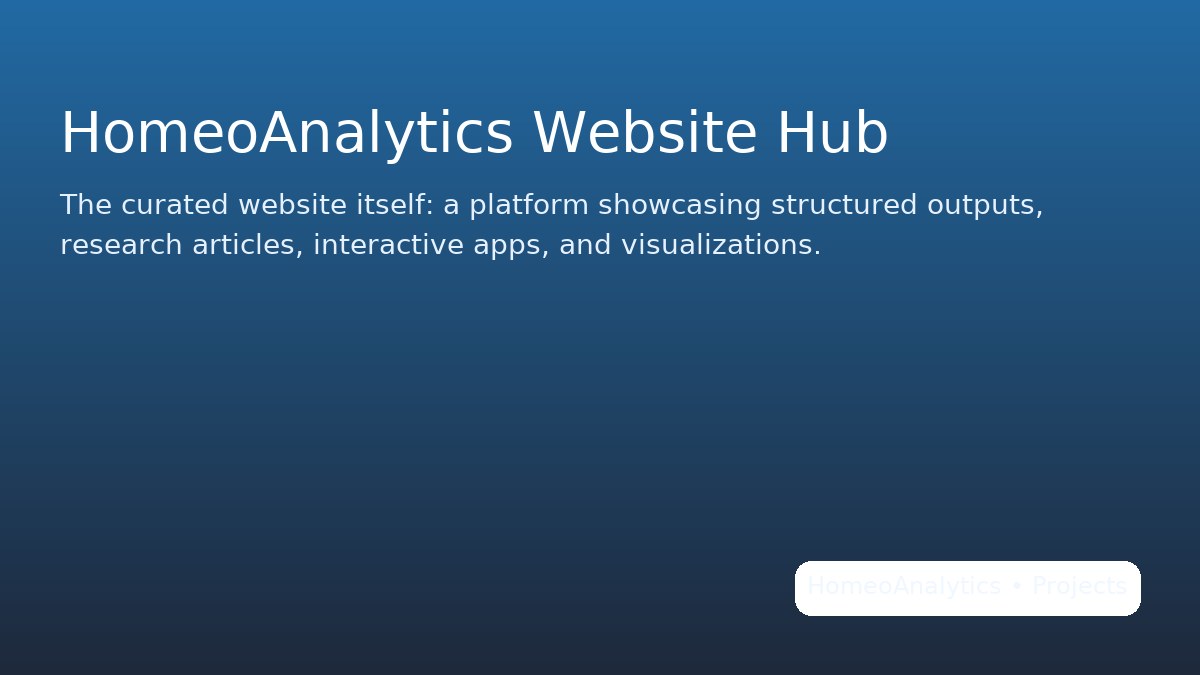 HomeoAnalytics Website Hub
The curated website itself: a platform showcasing structured outputs,
research articles, interactive apps, and visualizations.
HomeoAnalytics • Projects